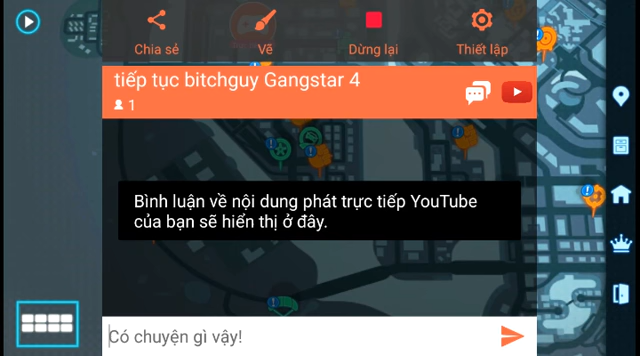 Chia sẻ
Vẽ
Dừng lại
Thiết lập
tiếp tục bitchguy Gangstar 4
1
Bình luận về nội dung phát trực tiếp YouTube
của bạn sẽ hiển thị ở đây.
Có chuyện gì vậy!